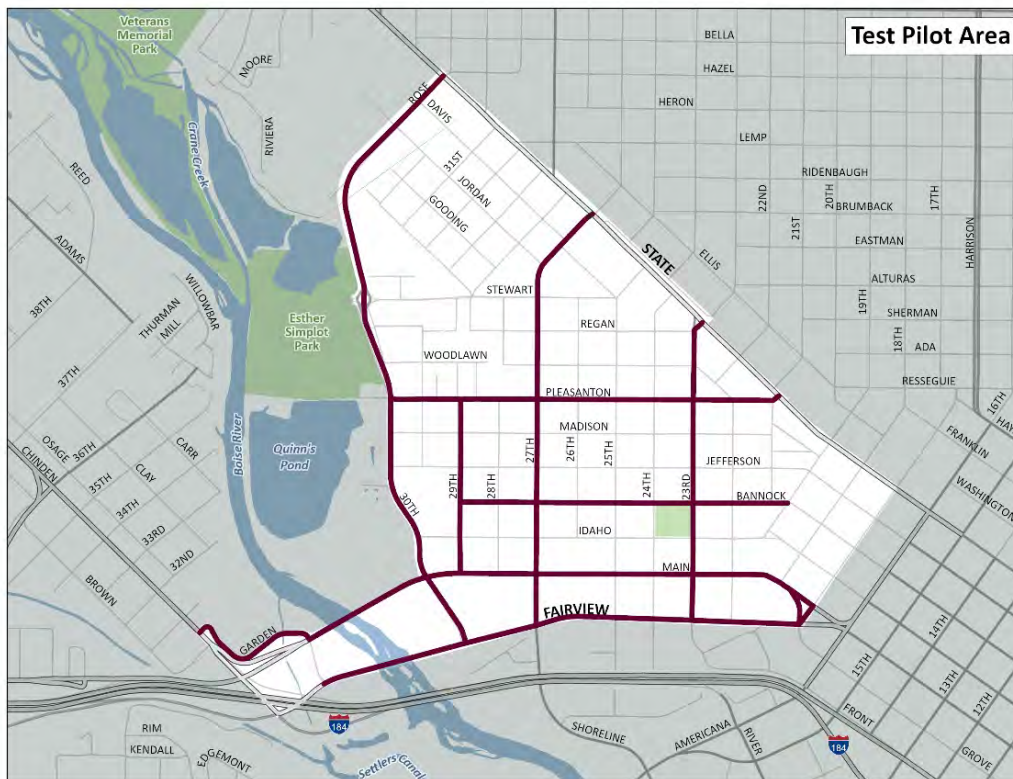 Test Pilot Area
Veterans
Memorial
Park
MOORE
RIVIERA
Crane Creek
REED
ADAMS
38TH
37TH
THURMAN
MILL
WILLOWBAR
Esther
Simplot
Park
Quinn's
Pond
Boise River
OSAGE
36TH
CHINDEN
35TH
CLAY
CARR
34TH
33RD
32ND
BROWN
GARDEN
ROSE
DAVIS
31ST
JORDAN
GOODING
STEWART
REGAN
WOODLAWN
PLEASANTON
MADISON
JEFFERSON
BANNOCK
IDAHO
MAIN
FAIRVIEW
30TH
29TH
28TH
27TH
26TH
25TH
24TH
23RD
STATE
ELLIS
BELLA
HAZEL
HERON
LEMP
RIDENBAUGH
22ND
20TH
17TH
BRUMBACK
21ST
EASTMAN
HARRISON
ALTURAS
19TH
SHERMAN
18TH
ADA
RESSEGUIE
16TH
HAY
FRANKLIN
WASHINGTON
15TH
14TH
13TH
12TH
FRONT
GROVE
SHORELINE
AMERICANA
RIVER
184
184
RIM
KENDALL
EDGEMONT
Settlers' Canal